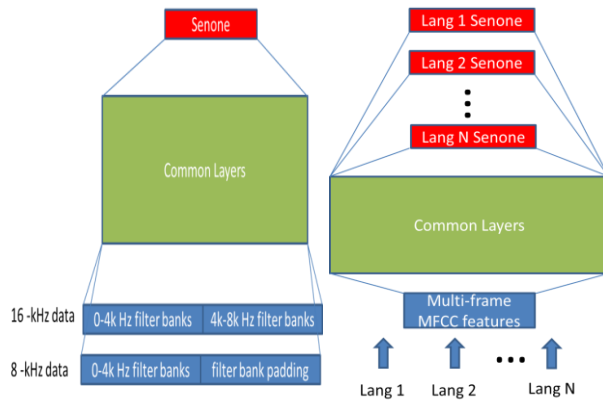 Senone
Common Layers
16 -kHz data
0-4k Hz filter banks
4k-8k Hz filter banks
8 -kHz data
0-4k Hz filter banks
filter bank padding
Lang 1 Senone
Lang 2 Senone
Lang N Senone
Common Layers
Multi-frame
MFCC features
Lang 1
Lang 2
Lang N